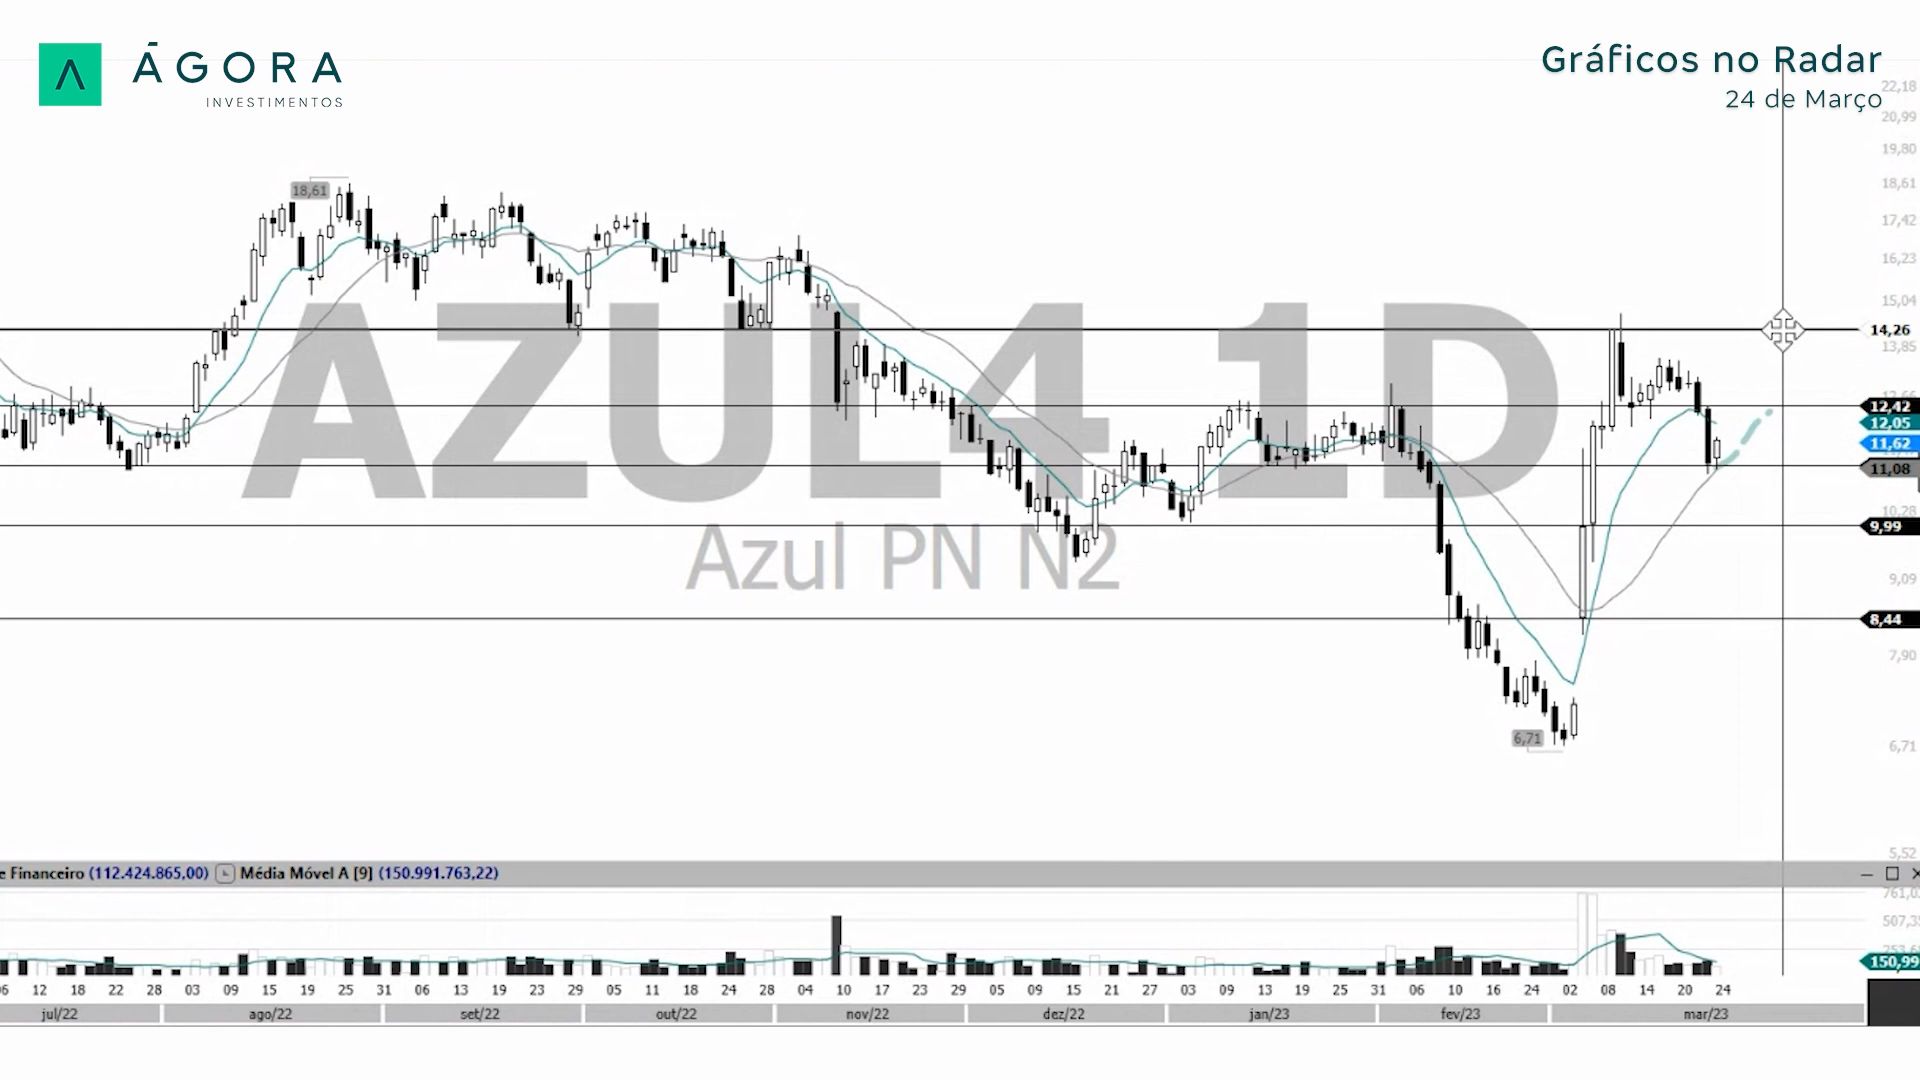 ÁGORA
INVESTIMENTOS
Gráficos no Radar
24 de Março
22,18
20,99
19,80
18,61
18,61
17,42
16,23
15,04
14,26
13,85
12,42
12,05
11,62
11,08
10,28
9,99
9,09
8,44
7,90
6,71
6,71
5,52
AZUL4 1D
Azul PN N2
e Financeiro (112.424.865,00) Média Móvel A [9] (150.991.763,22)
761,0
507,3
150,99
12 18 22 28 03 09 15 19 25 31 06 13 19 23 29 05 11 18 24 28 04 10 17 23 29 05 09 15 21 27 03 09 13 19 25 31 06 10 16 24 02 08 14 20 24
jul/22 ago/22 set/22 out/22 nov/22 dez/22 jan/23 fev/23 mar/23